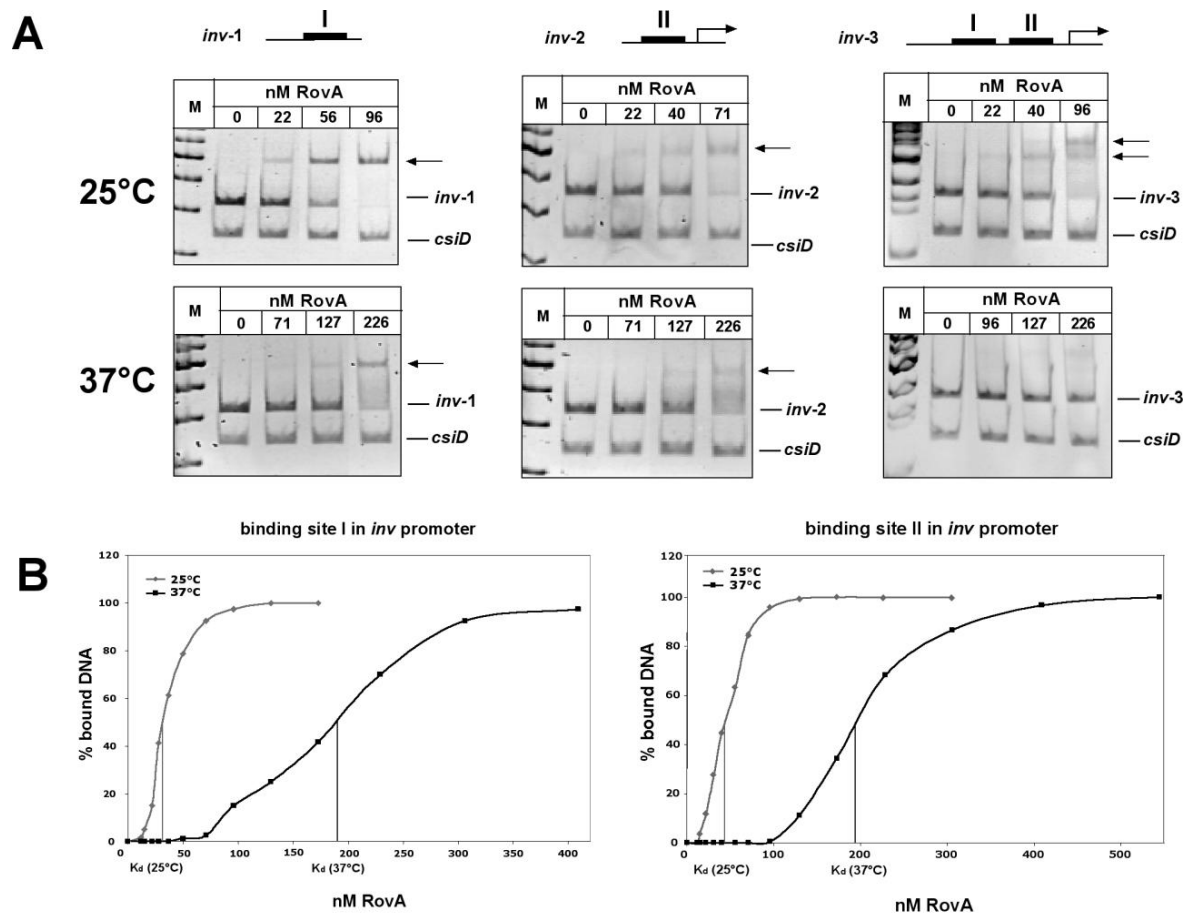 A
I
inv-1
II
inv-2
I II
inv-3
25°C
M
nM RovA
0 22 56 96
inv-1
csiD
M
nM RovA
0 22 40 71
inv-2
csiD
M
nM RovA
0 22 40 96
inv-3
csiD
37°C
M
nM RovA
0 71 127 226
inv-1
csiD
M
nM RovA
0 71 127 226
inv-2
csiD
M
nM RovA
0 96 127 226
inv-3
csiD
B
binding site I in inv promoter
25°C
37°C
% bound DNA
120
100
80
60
40
20
0
0 50 100 150 200 250 300 350 400
Kd (25°C) Kd (37°C)
nM RovA
binding site II in inv promoter
25°C
37°C
% bound DNA
120
100
80
60
40
20
0
0 100 200 300 400 500
Kd (25°C) Kd (37°C)
nM RovA